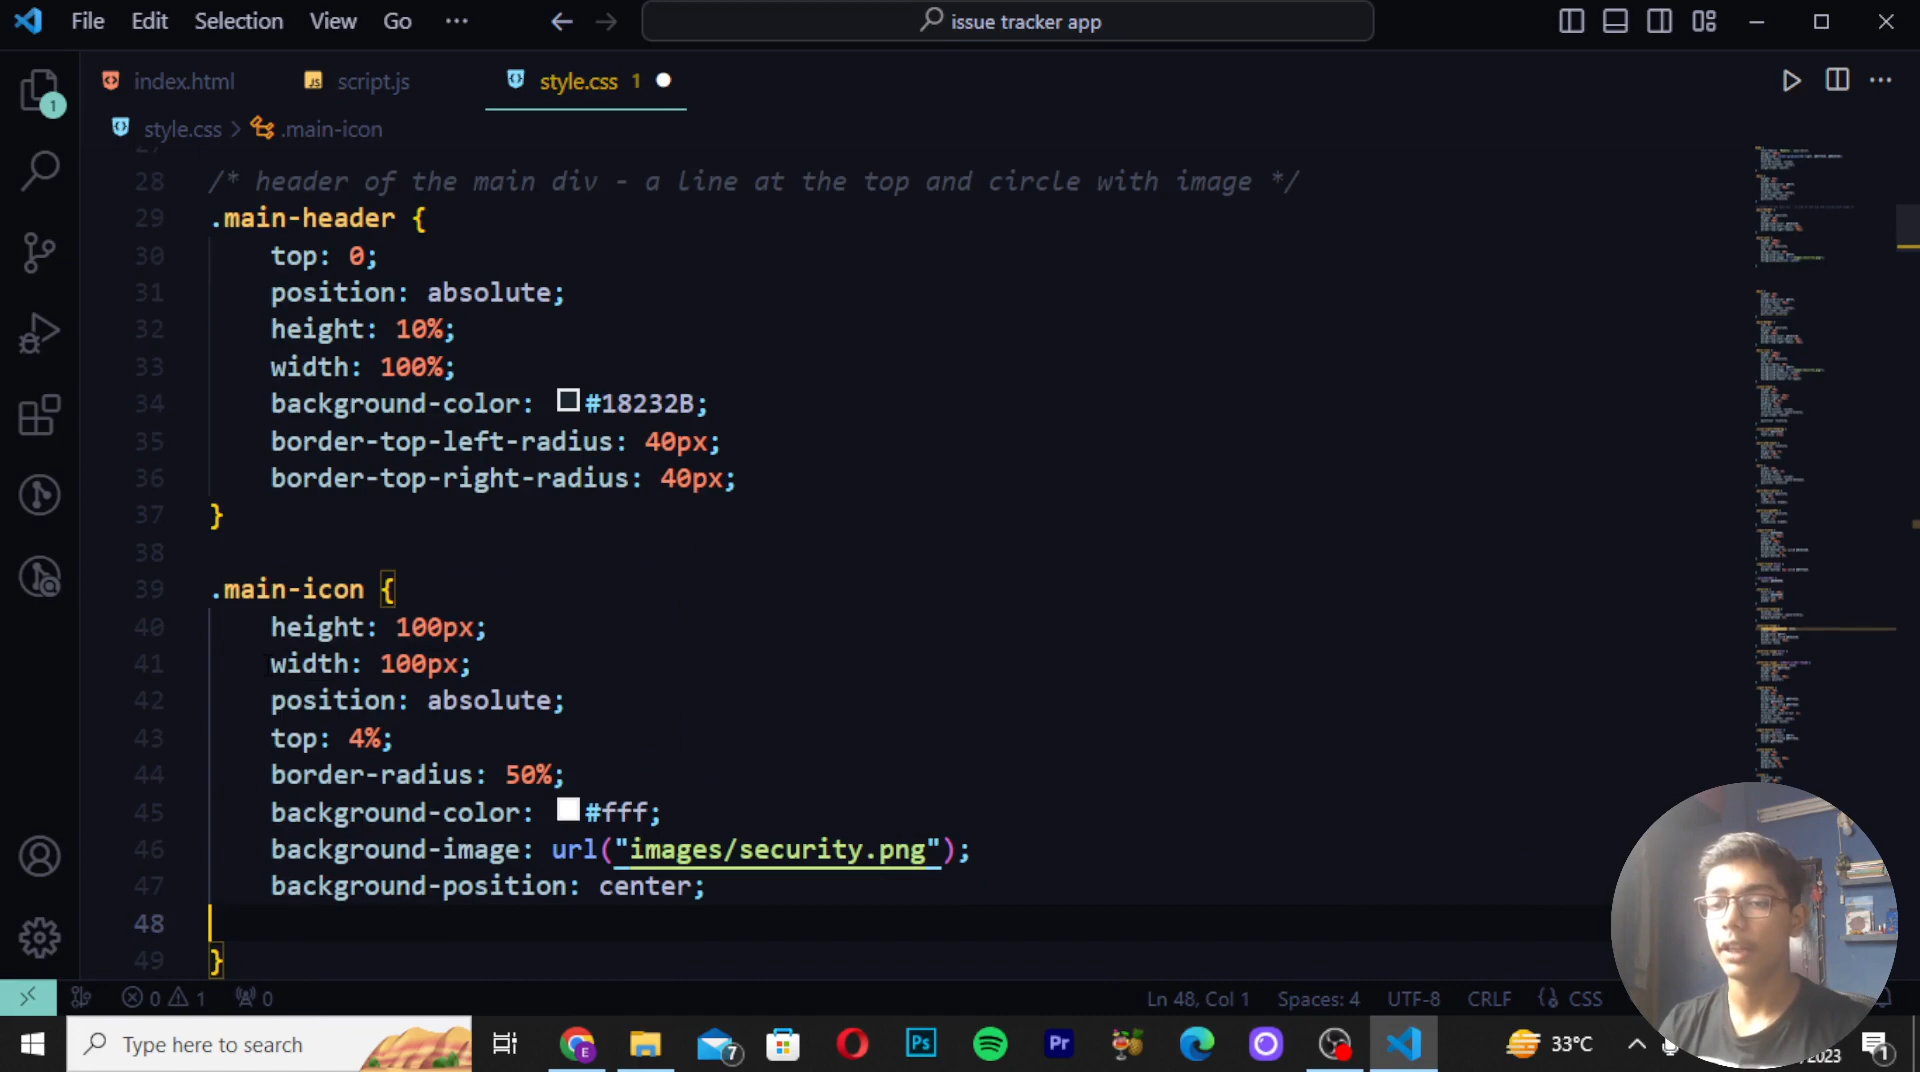 File Edit Selection View Go ... issue tracker app
index.html script.js style.css 1
style.css > .main-icon
28 /* header of the main div - a line at the top and circle with image */
29 .main-header {
30 top: 0;
31 position: absolute;
32 height: 10%;
33 width: 100%;
34 background-color: #18232B;
35 border-top-left-radius: 40px;
36 border-top-right-radius: 40px;
37 }
38
39 .main-icon {
40 height: 100px;
41 width: 100px;
42 position: absolute;
43 top: 4%;
44 border-radius: 50%;
45 background-color: #fff;
46 background-image: url("images/security.png");
47 background-position: center;
48
49 }
1
0 1 0 Ln 48, Col 1 Spaces: 4 UTF-8 CRLF {} CSS
Type here to search E 7 Ps Pr 33°C 1